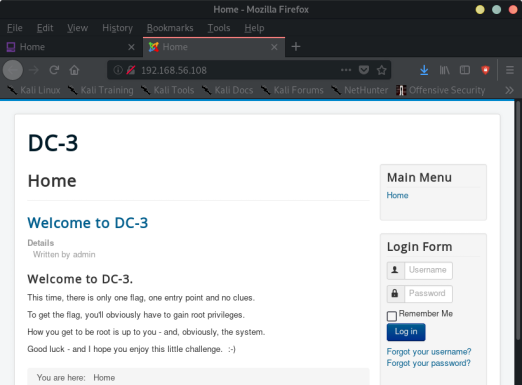 Home - Mozilla Firefox
File Edit View History Bookmarks Tools Help
Home × Home × +
192.168.56.108
Kali Linux Kali Training Kali Tools Kali Docs Kali Forums NetHunter Offensive Security
DC-3
Home
Welcome to DC-3
Details
Written by admin
Welcome to DC-3.
This time, there is only one flag, one entry point and no clues.
To get the flag, you'll obviously have to gain root privileges.
How you get to be root is up to you - and, obviously, the system.
Good luck - and I hope you enjoy this little challenge. :-)
You are here: Home
Main Menu
Home
Login Form
Username
Password
Remember Me
Log in
Forgot your username?
Forgot your password?